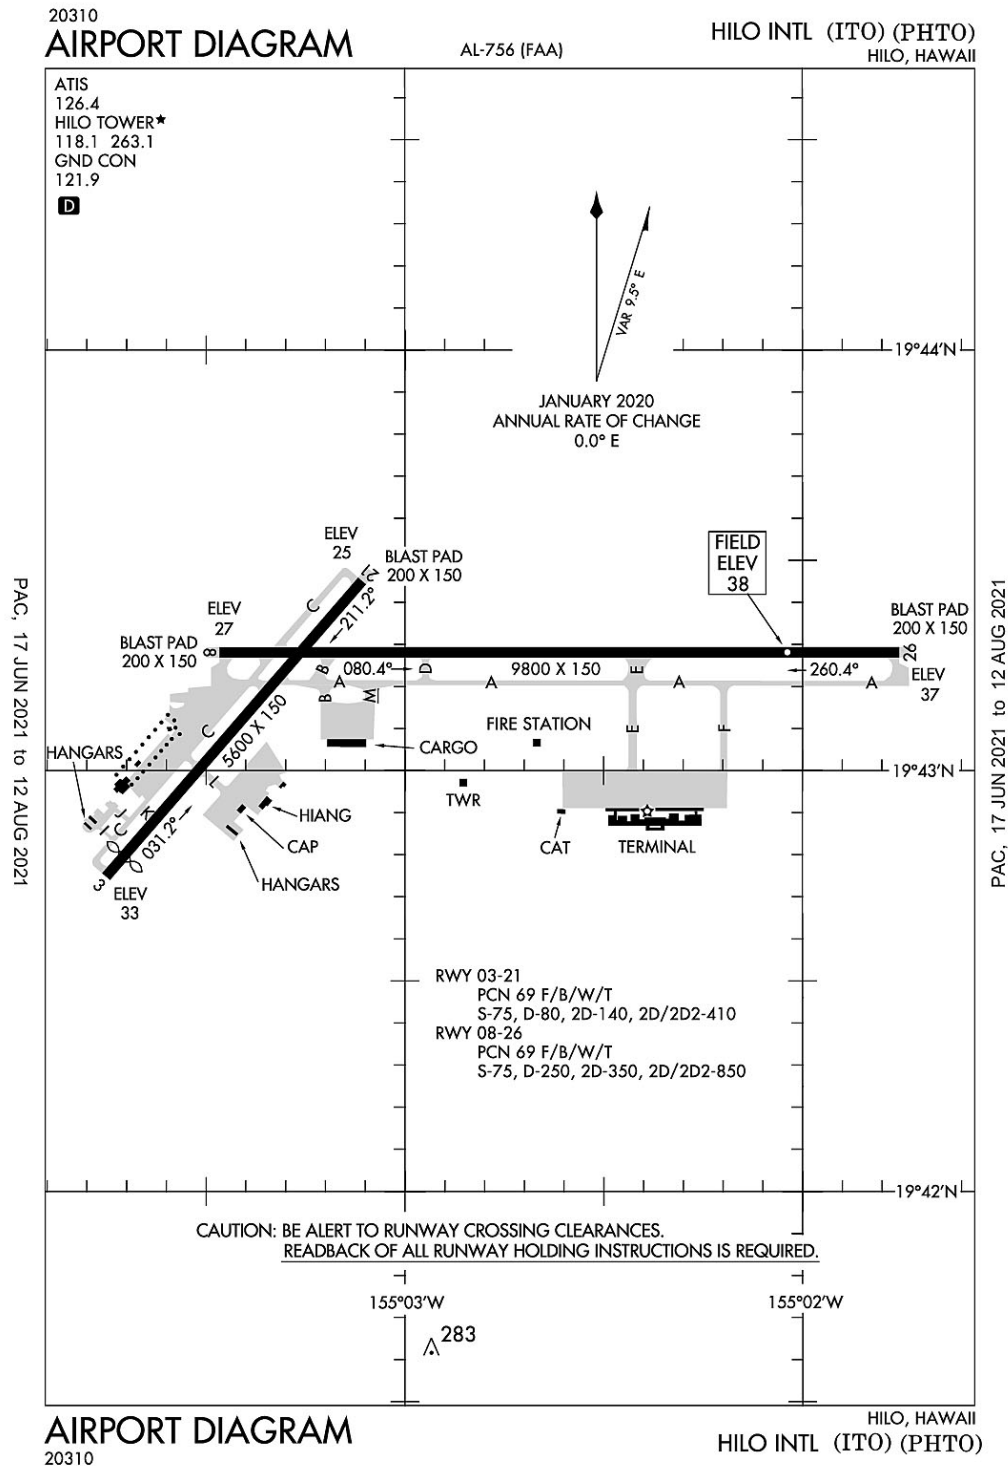 20310
AIRPORT DIAGRAM
AL-756 (FAA)
HILO INTL (ITO) (PHTO)
HILO, HAWAII
ATIS
126.4
HILO TOWER★
118.1 263.1
GND CON
121.9
D
VAR 9.5° E
19°44'N
JANUARY 2020
ANNUAL RATE OF CHANGE
0.0° E
ELEV
25
BLAST PAD
200 X 150
21
211.2°
C
FIELD
ELEV
38
ELEV
27
BLAST PAD
200 X 150
8
BLAST PAD
200 X 150
26
ELEV
37
B
080.4°
D
9800 X 150
E
260.4°
A
A
A
A
B
M
C
5600 X 150
L
E
F
FIRE STATION
CARGO
HANGARS
TWR
19°43'N
HIANG
CAP
HANGARS
CAT
TERMINAL
I
C
J
K
031.2°
3
ELEV
33
RWY 03-21
PCN 69 F/B/W/T
S-75, D-80, 2D-140, 2D/2D2-410
RWY 08-26
PCN 69 F/B/W/T
S-75, D-250, 2D-350, 2D/2D2-850
19°42'N
CAUTION: BE ALERT TO RUNWAY CROSSING CLEARANCES.
READBACK OF ALL RUNWAY HOLDING INSTRUCTIONS IS REQUIRED.
155°03'W
155°02'W
283
PAC, 17 JUN 2021 to 12 AUG 2021
PAC, 17 JUN 2021 to 12 AUG 2021
AIRPORT DIAGRAM
20310
HILO, HAWAII
HILO INTL (ITO) (PHTO)